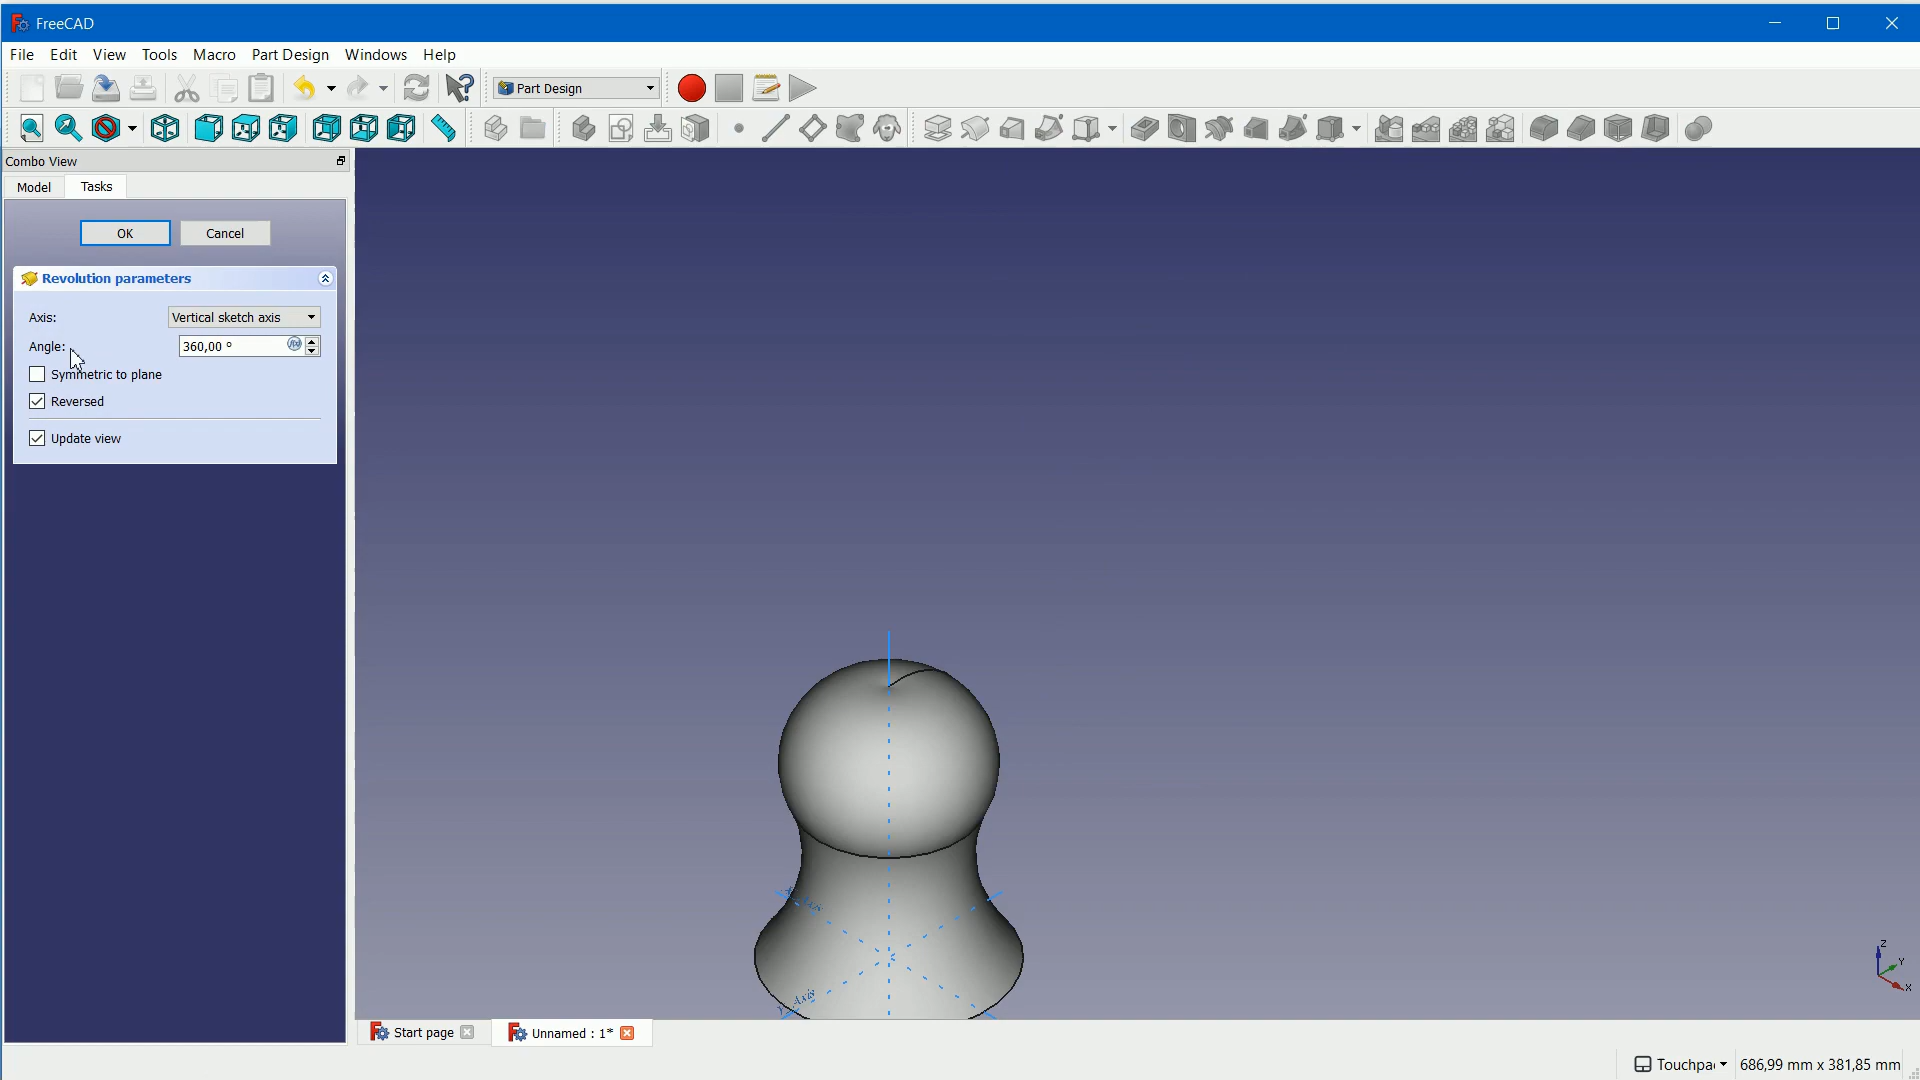 FreeCAD
File Edit View Tools Macro Part Design Windows Help
Part Design
Combo View
Model Tasks
OK Cancel
Revolution parameters
Axis: Vertical sketch axis
Angle: 360,00 °
Symmetric to plane
Reversed
Update view
Axis
Axis
Z
Y
X
Start page
Unnamed : 1*
Touchpa
686,99 mm x 381,85 mm